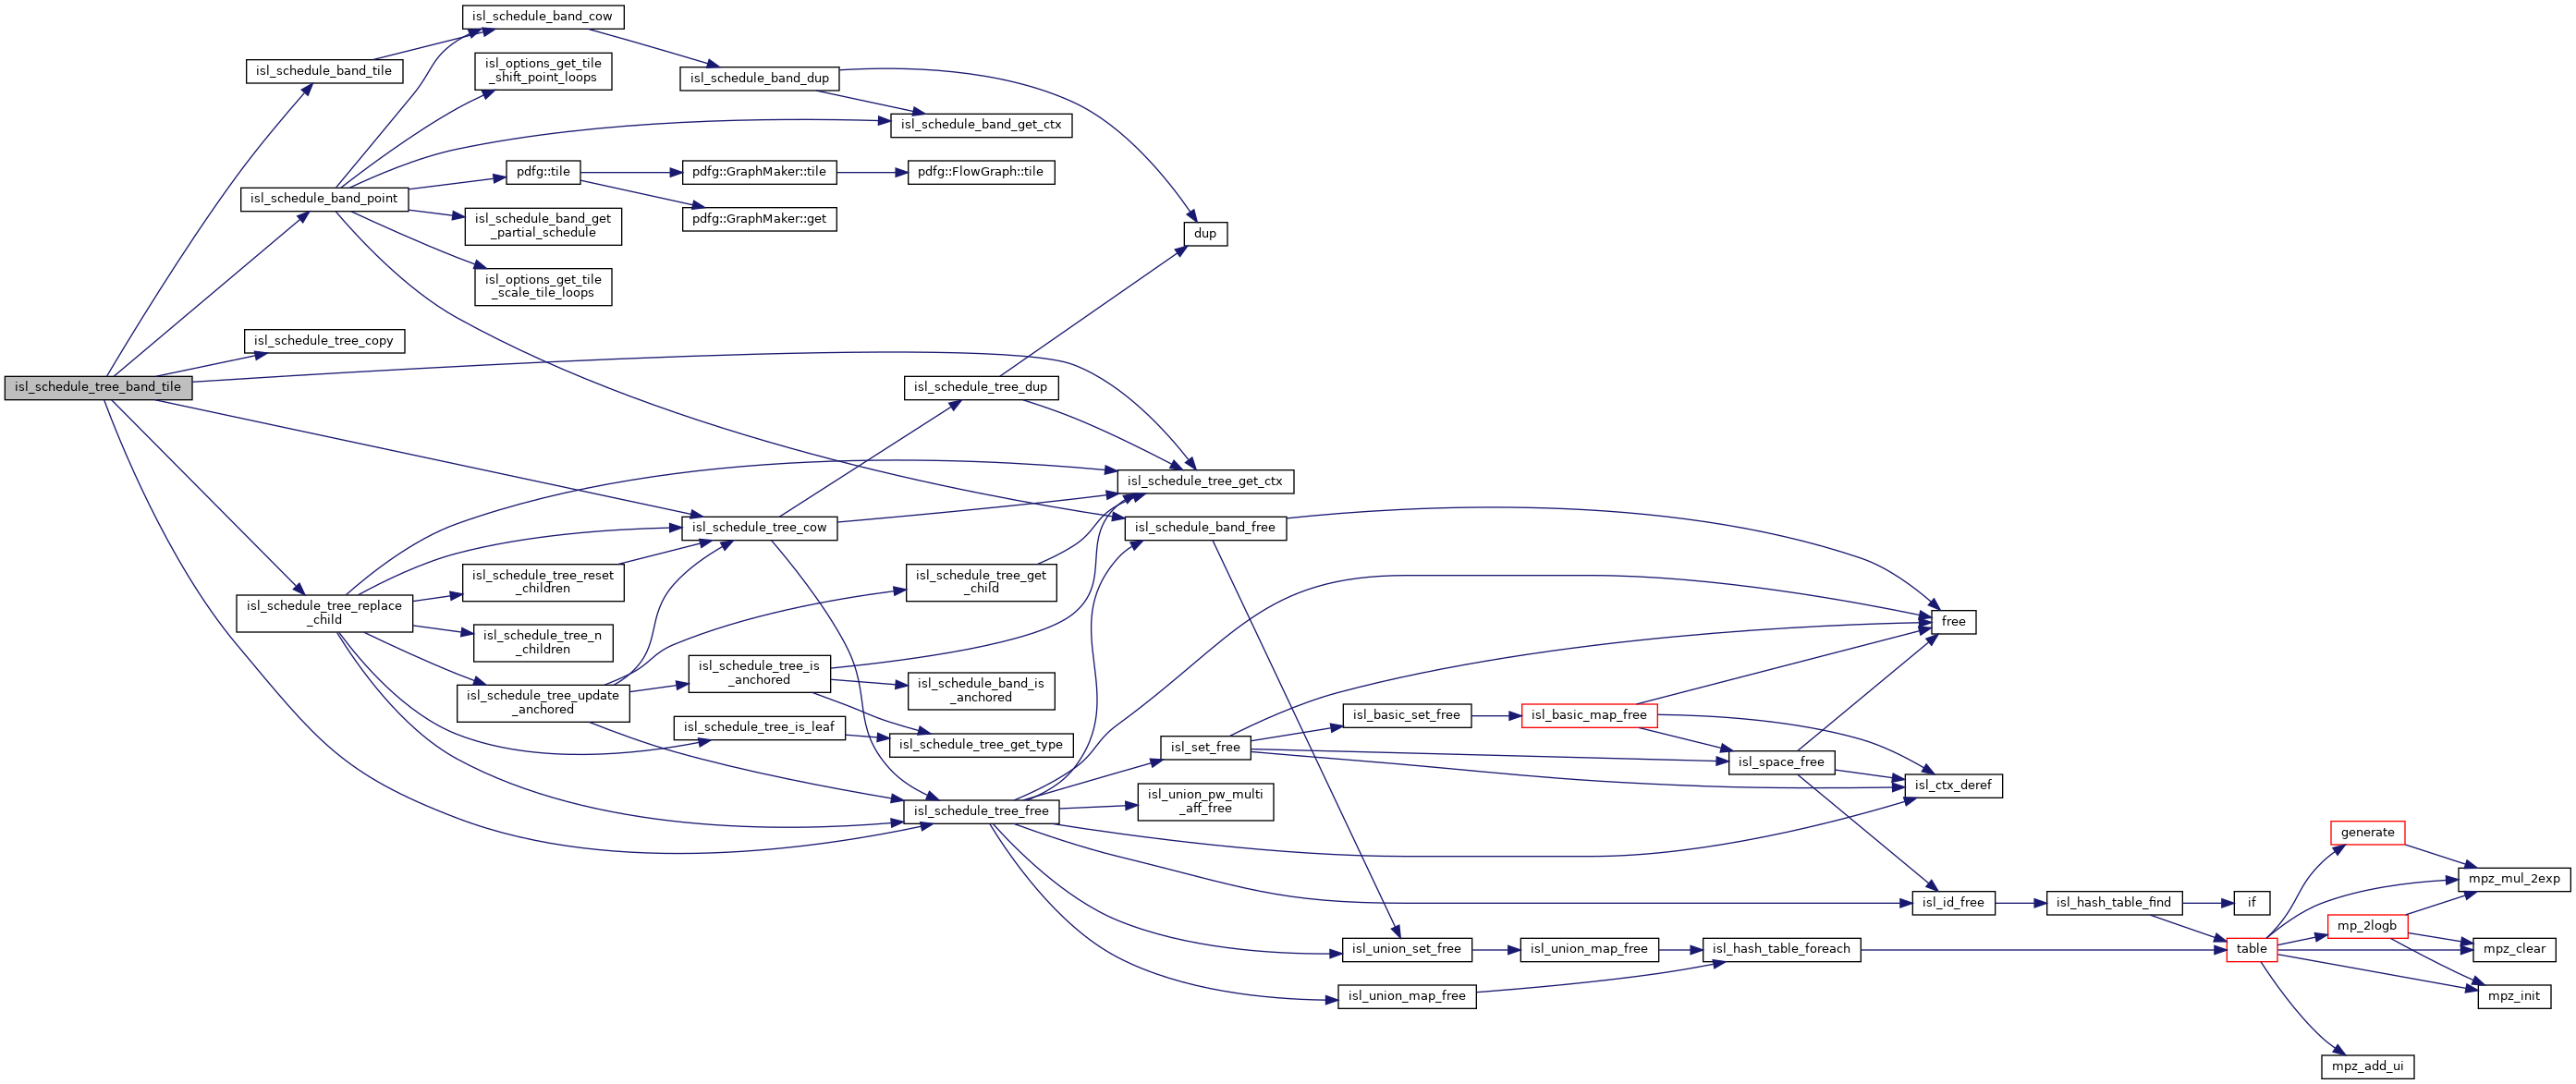 isl_schedule_band_cow
isl_schedule_band_tile
isl_options_get_tile
_shift_point_loops
isl_schedule_band_dup
isl_schedule_band_get_ctx
pdfg::tile
pdfg::GraphMaker::tile
pdfg::FlowGraph::tile
isl_schedule_band_point
isl_schedule_band_get
_partial_schedule
pdfg::GraphMaker::get
dup
isl_options_get_tile
_scale_tile_loops
isl_schedule_tree_copy
isl_schedule_tree_band_tile
isl_schedule_tree_dup
isl_schedule_tree_get_ctx
isl_schedule_tree_cow
isl_schedule_band_free
isl_schedule_tree_reset
_children
isl_schedule_tree_get
_child
isl_schedule_tree_replace
_child
free
isl_schedule_tree_n
_children
isl_schedule_tree_is
_anchored
isl_schedule_band_is
_anchored
isl_schedule_tree_update
_anchored
isl_basic_set_free
isl_basic_map_free
isl_schedule_tree_is_leaf
isl_schedule_tree_get_type
isl_set_free
isl_space_free
isl_ctx_deref
isl_union_pw_multi
_aff_free
isl_schedule_tree_free
generate
mpz_mul_2exp
isl_id_free
isl_hash_table_find
if
mp_2logb
isl_union_set_free
isl_union_map_free
isl_hash_table_foreach
table
mpz_clear
isl_union_map_free
mpz_init
mpz_add_ui